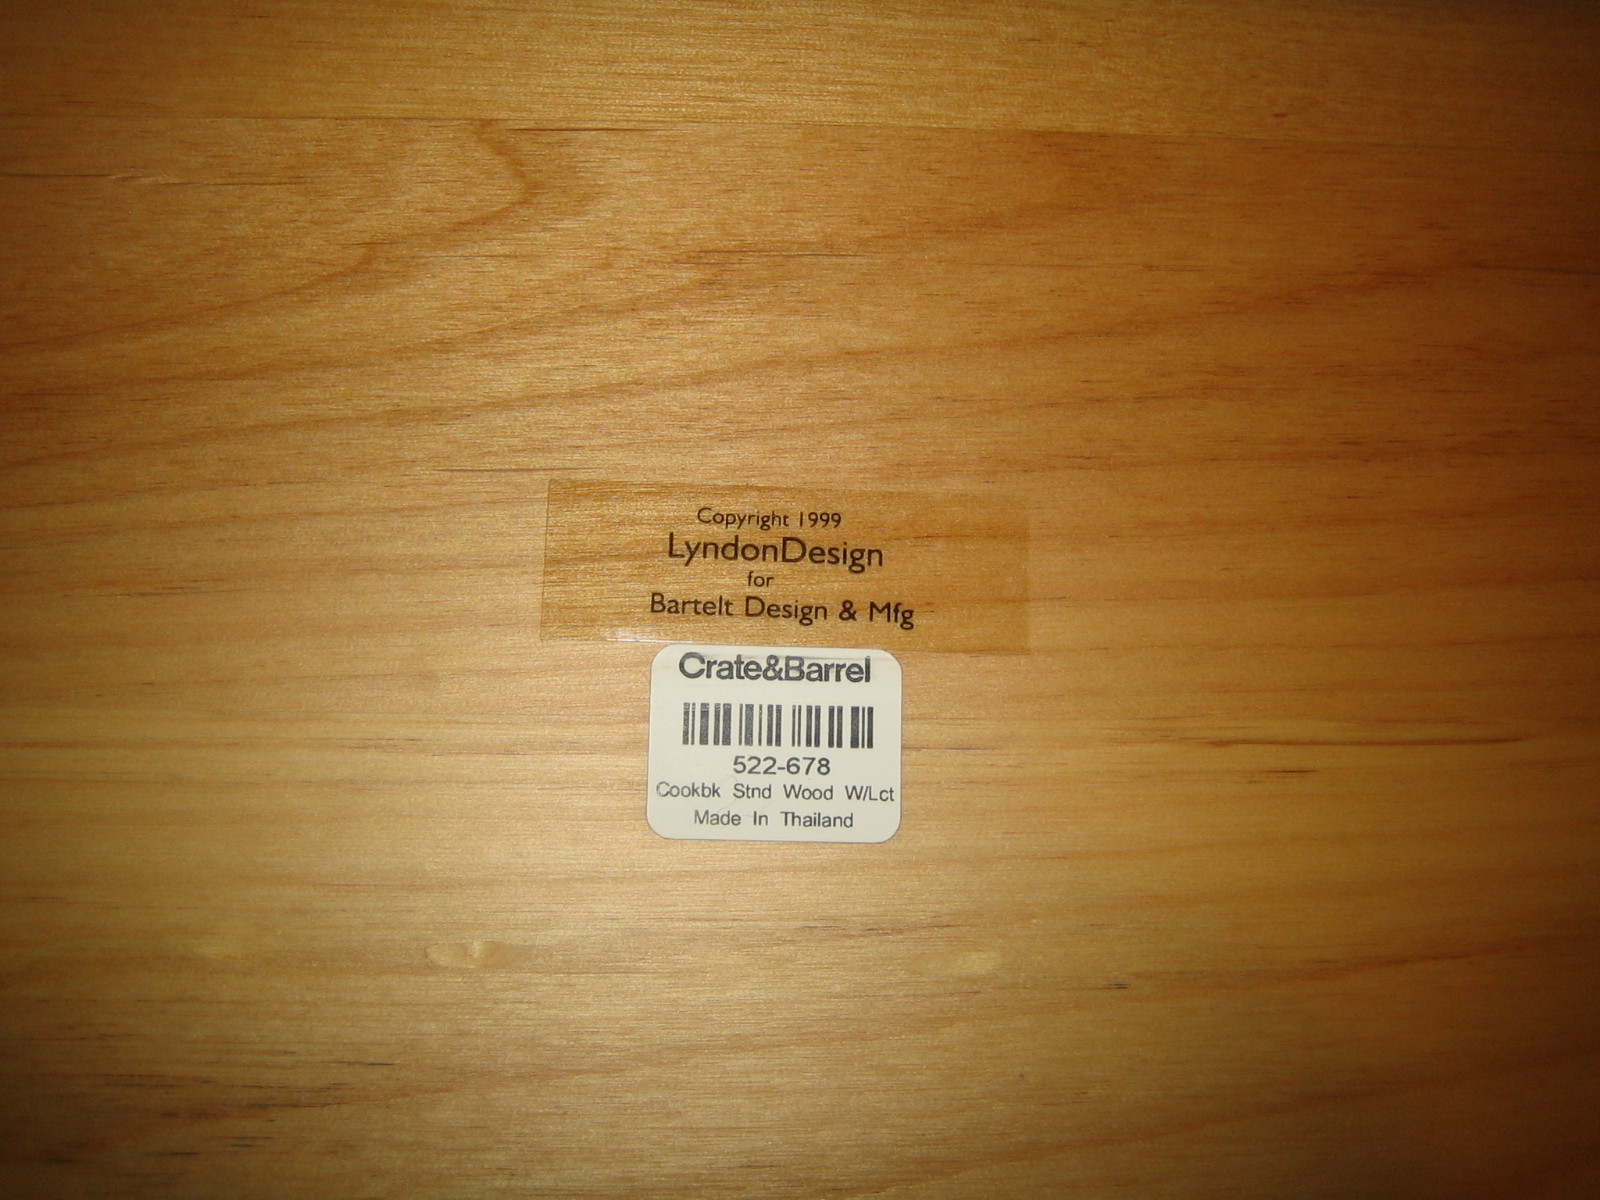 Copyright 1999
LyndonDesign
for
Bartelt Design & Mfg
Crate&Barrel
522-678
Cookbk Stnd Wood W/Lct
Made In Thailand